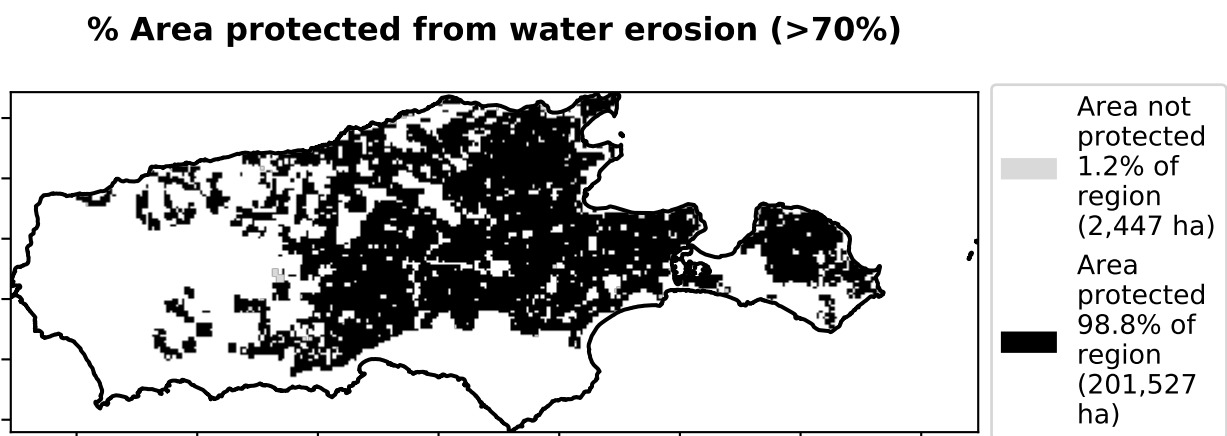 % Area protected from water erosion (>70%)
Area not
protected
1.2% of
region
(2,447 ha)
Area
protected
98.8% of
region
(201,527
ha)